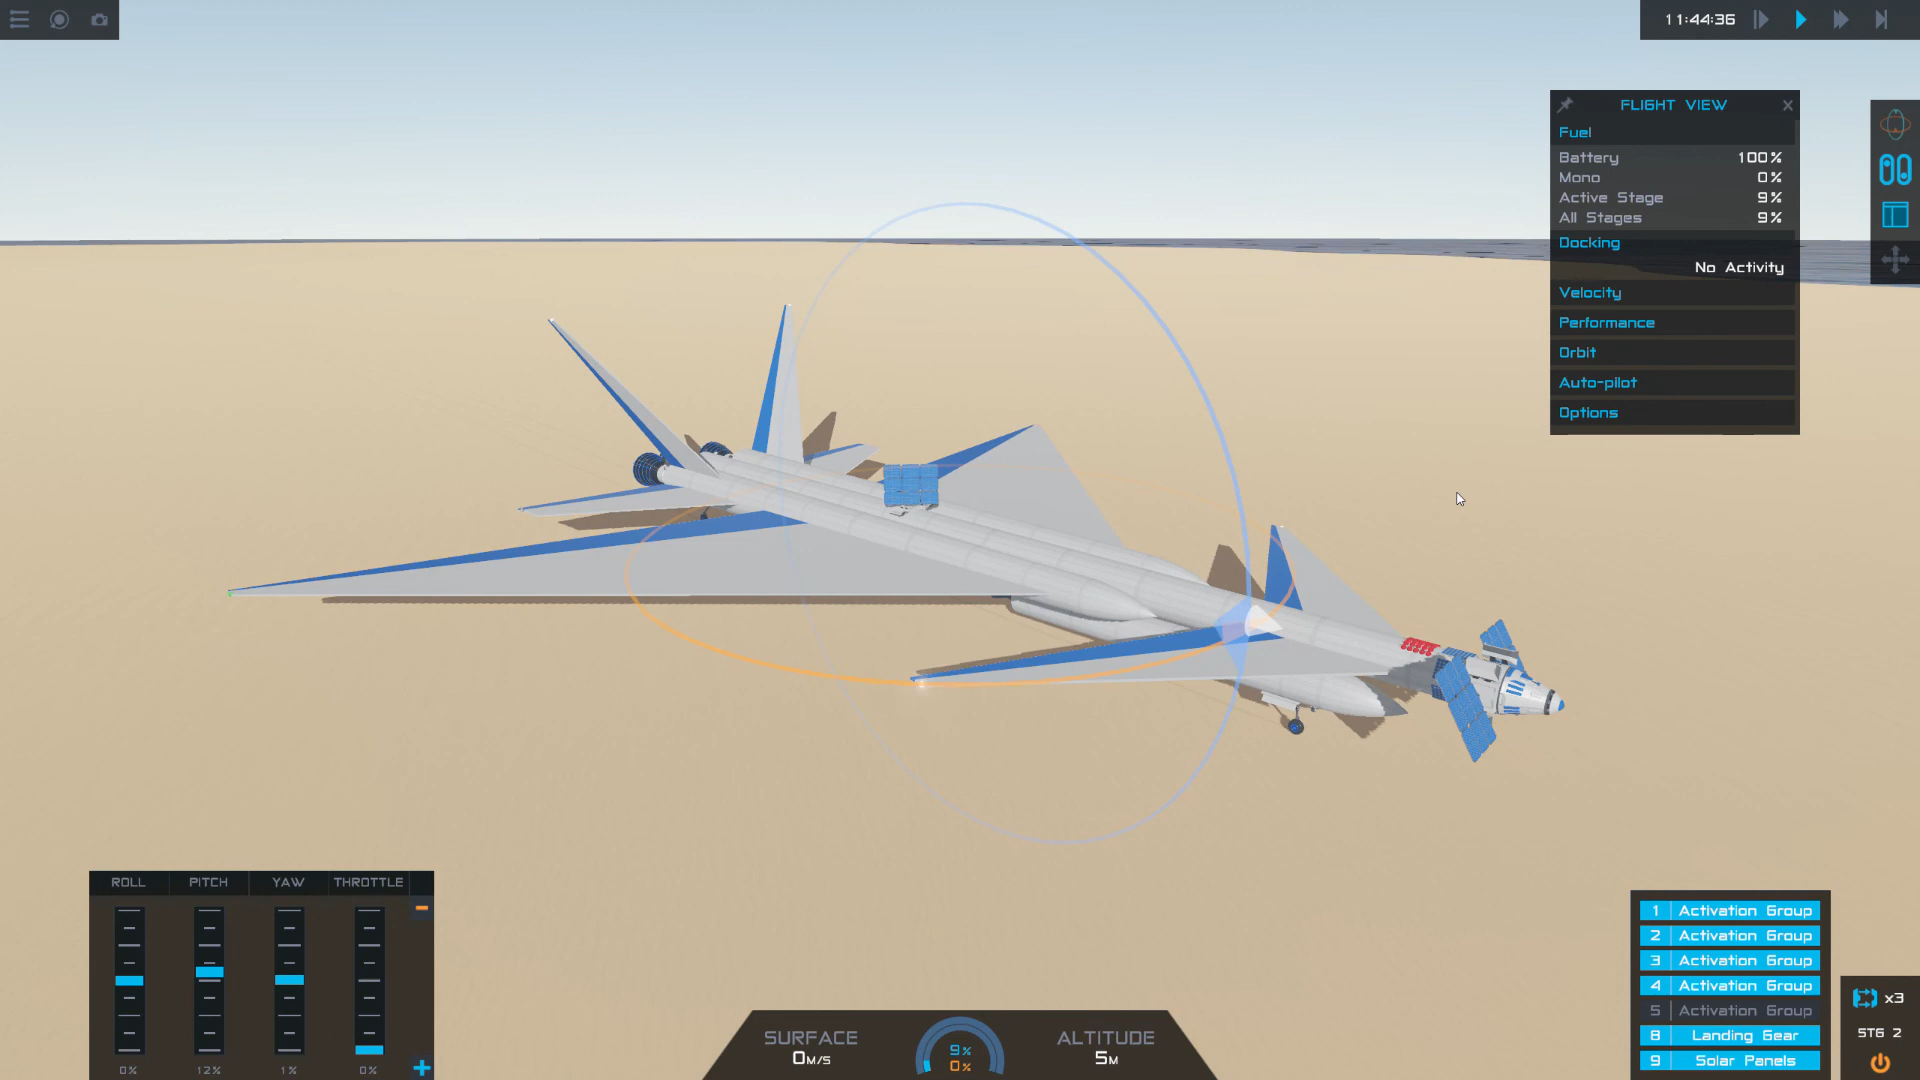 11:44:36
FLIGHT VIEW
Fuel
Battery 100%
Mono 0%
Active Stage 9%
All Stages 9%
Docking
No Activity
Velocity
Performance
Orbit
Auto-pilot
Options
ROLL PITCH YAW THROTTLE
0% 12% 1% 0%
SURFACE
0M/S
9%
0%
ALTITUDE
5M
1 Activation Group
2 Activation Group
3 Activation Group
4 Activation Group
5 Activation Group
8 Landing Gear
9 Solar Panels
x3
STG 2